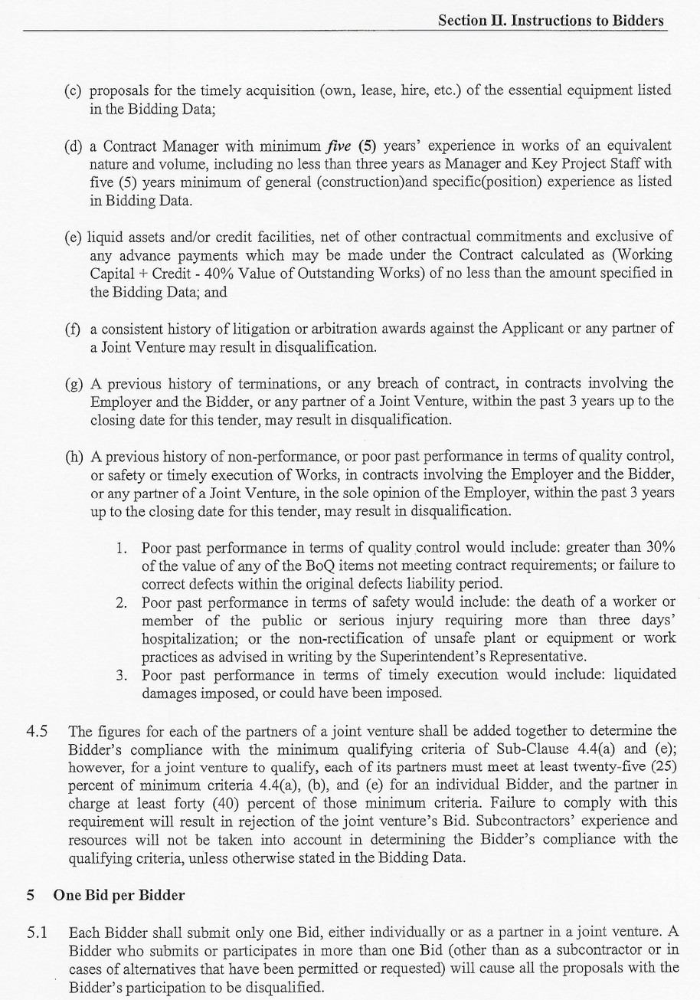 Section II. Instructions to Bidders
(c) proposals for the timely acquisition (own, lease, hire, etc.) of the essential equipment listed
in the Bidding Data;
(d) a Contract Manager with minimum five (5) years' experience in works of an equivalent
nature and volume, including no less than three years as Manager and Key Project Staff with
five (5) years minimum of general (construction)and specific(position) experience as listed
in Bidding Data.
(e) liquid assets and/or credit facilities, net of other contractual commitments and exclusive of
any advance payments which may be made under the Contract calculated as (Working
Capital + Credit - 40% Value of Outstanding Works) of no less than the amount specified in
the Bidding Data; and
(f) a consistent history of litigation or arbitration awards against the Applicant or any partner of
a Joint Venture may result in disqualification.
(g) A previous history of terminations, or any breach of contract, in contracts involving the
Employer and the Bidder, or any partner of a Joint Venture, within the past 3 years up to the
closing date for this tender, may result in disqualification.
(h) A previous history of non-performance, or poor past performance in terms of quality control,
or safety or timely execution of Works, in contracts involving the Employer and the Bidder,
or any partner of a Joint Venture, in the sole opinion of the Employer, within the past 3 years
up to the closing date for this tender, may result in disqualification.
1. Poor past performance in terms of quality control would include: greater than 30%
of the value of any of the BoQ items not meeting contract requirements; or failure to
correct defects within the original defects liability period.
2. Poor past performance in terms of safety would include: the death of a worker or
member of the public or serious injury requiring more than three days'
hospitalization; or the non-rectification of unsafe plant or equipment or work
practices as advised in writing by the Superintendent's Representative.
3. Poor past performance in terms of timely execution would include: liquidated
damages imposed, or could have been imposed.
4.5 The figures for each of the partners of a joint venture shall be added together to determine the
Bidder's compliance with the minimum qualifying criteria of Sub-Clause 4.4(a) and (e);
however, for a joint venture to qualify, each of its partners must meet at least twenty-five (25)
percent of minimum criteria 4.4(a), (b), and (e) for an individual Bidder, and the partner in
charge at least forty (40) percent of those minimum criteria. Failure to comply with this
requirement will result in rejection of the joint venture's Bid. Subcontractors' experience and
resources will not be taken into account in determining the Bidder's compliance with the
qualifying criteria, unless otherwise stated in the Bidding Data.
5 One Bid per Bidder
5.1 Each Bidder shall submit only one Bid, either individually or as a partner in a joint venture. A
Bidder who submits or participates in more than one Bid (other than as a subcontractor or in
cases of alternatives that have been permitted or requested) will cause all the proposals with the
Bidder's participation to be disqualified.